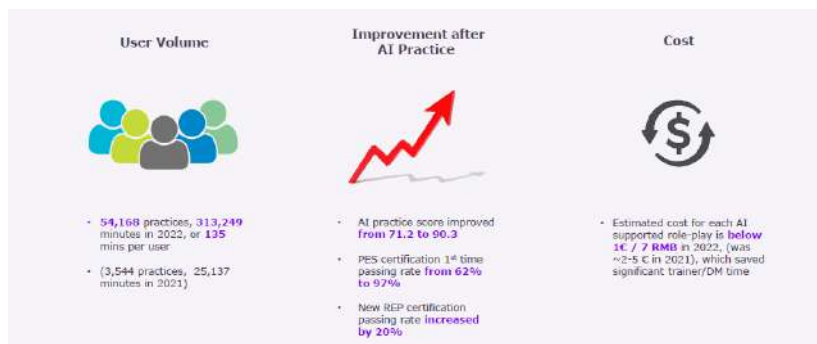 User Volume
Improvement after
AI Practice
Cost
$
• 54,168 practices, 313,249
minutes in 2022, or 135
mins per user
• (3,544 practices, 25,137
minutes in 2021)
• AI practice score improved
from 71.2 to 90.3
• PES certification 1st time
passing rate from 62%
to 97%
• New REP certification
passing rate increased
by 20%
• Estimated cost for each AI
supported role-play is below
1€ / 7 RMB in 2022, (was
~2-5 € in 2021), which saved
significant trainer/DM time